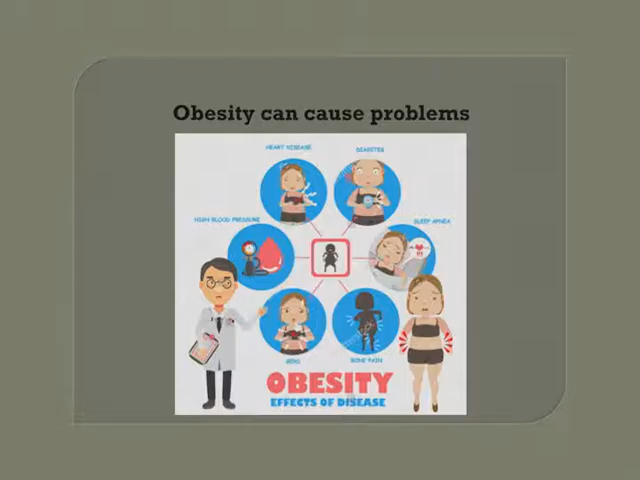 Obesity can cause problems
HEART DISEASE
DIABETES
HIGH BLOOD PRESSURE
SLEEP APNEA
BONE PAIN
OBESITY
EFFECTS OF DISEASE